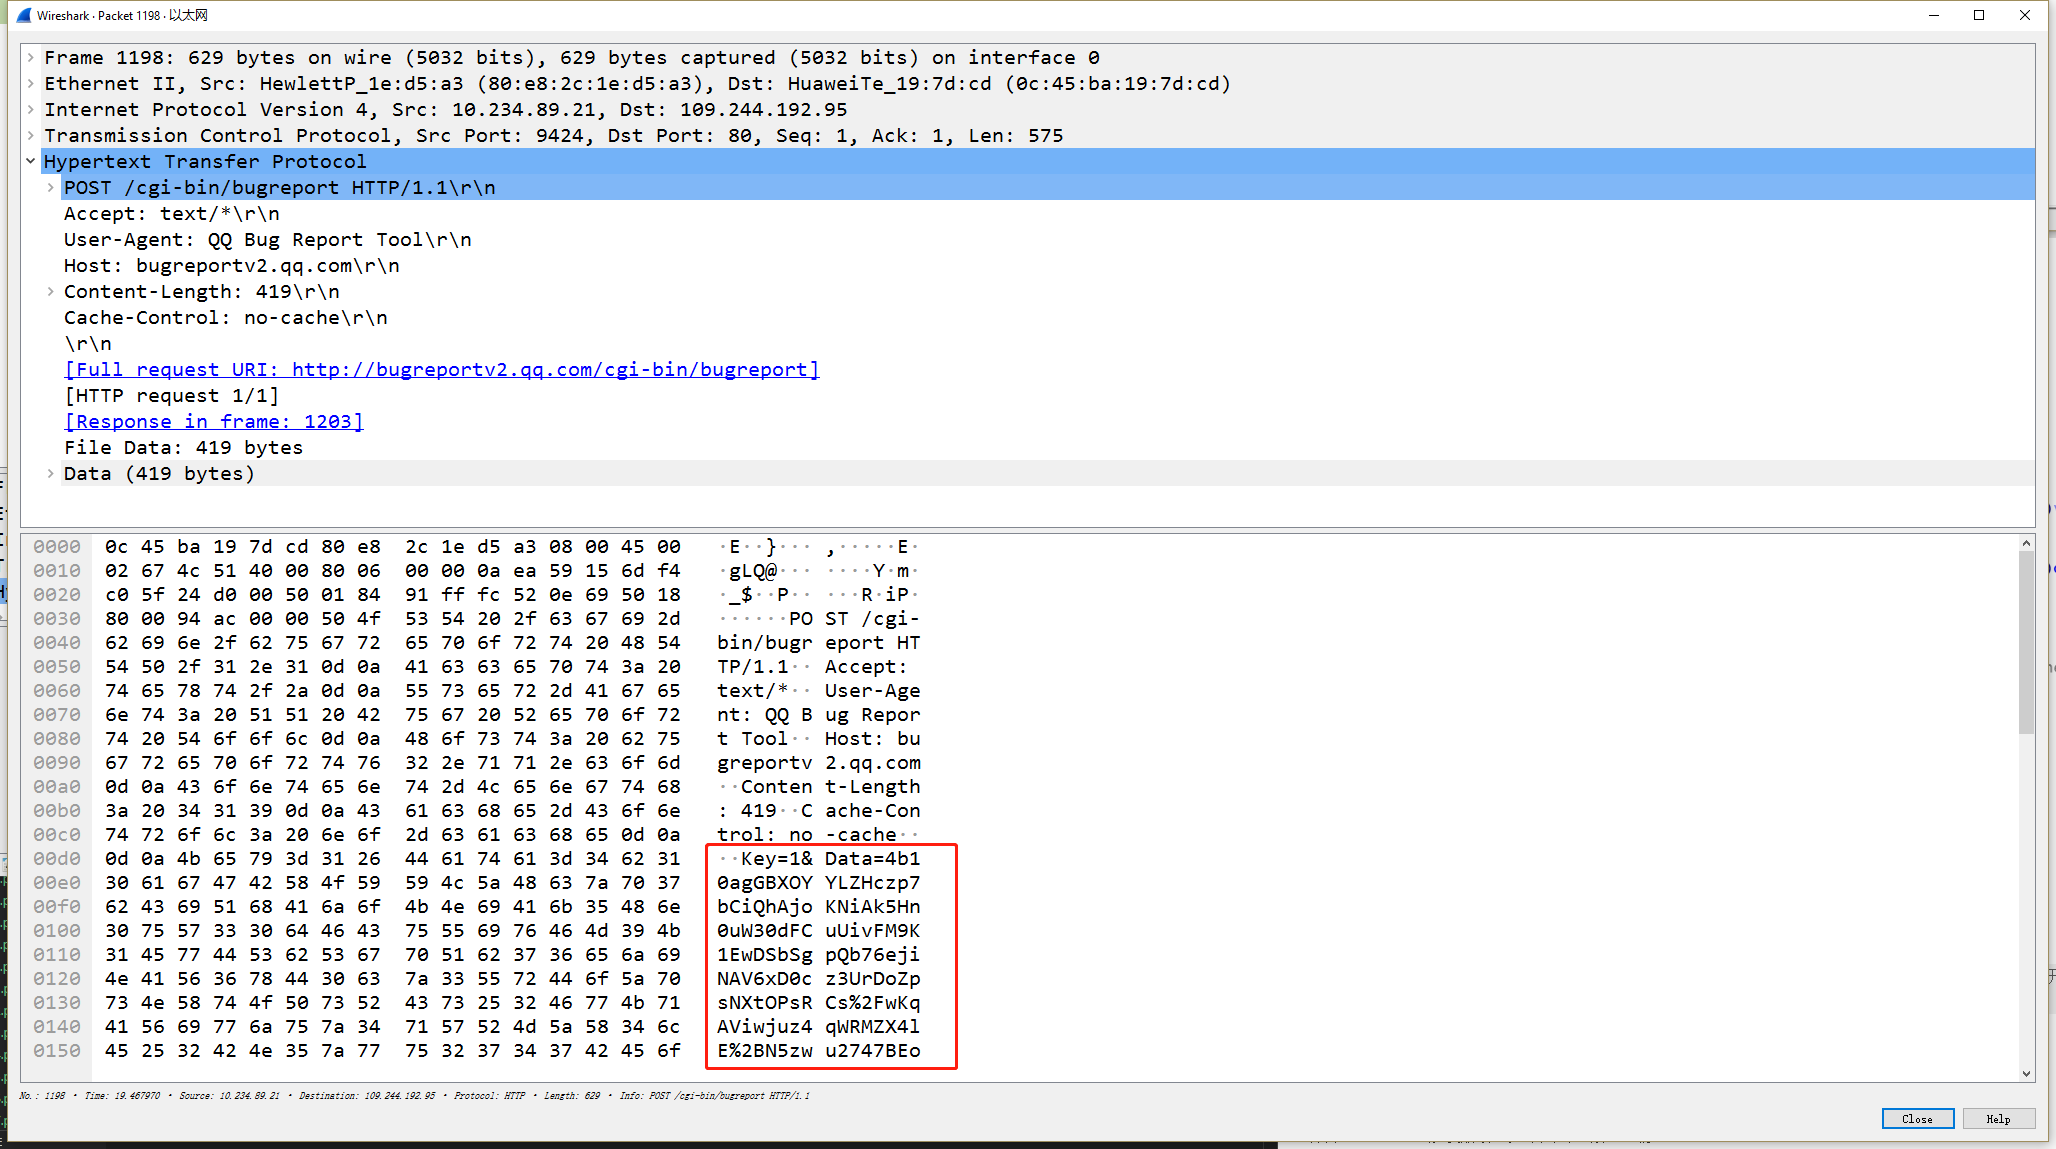 Wireshark · Packet 1198 · 以太网
Frame 1198: 629 bytes on wire (5032 bits), 629 bytes captured (5032 bits) on interface 0
Ethernet II, Src: HewlettP_1e:d5:a3 (80:e8:2c:1e:d5:a3), Dst: HuaweiTe_19:7d:cd (0c:45:ba:19:7d:cd)
Internet Protocol Version 4, Src: 10.234.89.21, Dst: 109.244.192.95
Transmission Control Protocol, Src Port: 9424, Dst Port: 80, Seq: 1, Ack: 1, Len: 575
Hypertext Transfer Protocol
POST /cgi-bin/bugreport HTTP/1.1\r\n
Accept: text/*\r\n
User-Agent: QQ Bug Report Tool\r\n
Host: bugreportv2.qq.com\r\n
Content-Length: 419\r\n
Cache-Control: no-cache\r\n
\r\n
[Full request URI: http://bugreportv2.qq.com/cgi-bin/bugreport]
[HTTP request 1/1]
[Response in frame: 1203]
File Data: 419 bytes
Data (419 bytes)
0000 0c 45 ba 19 7d cd 80 e8 2c 1e d5 a3 08 00 45 00 ·E··}··· ,·····E·
0010 02 67 4c 51 40 00 80 06 00 00 0a ea 59 15 6d f4 ·gLQ@··· ····Y·m·
0020 c0 5f 24 d0 00 50 01 84 91 ff fc 52 0e 69 50 18 ·_$··P·· ···R·iP·
0030 80 00 94 ac 00 00 50 4f 53 54 20 2f 63 67 69 2d ······PO ST /cgi-
0040 62 69 6e 2f 62 75 67 72 65 70 6f 72 74 20 48 54 bin/bugr eport HT
0050 54 50 2f 31 2e 31 0d 0a 41 63 63 65 70 74 3a 20 TP/1.1·· Accept:
0060 74 65 78 74 2f 2a 0d 0a 55 73 65 72 2d 41 67 65 text/*·· User-Age
0070 6e 74 3a 20 51 51 20 42 75 67 20 52 65 70 6f 72 nt: QQ B ug Repor
0080 74 20 54 6f 6f 6c 0d 0a 48 6f 73 74 3a 20 62 75 t Tool·· Host: bu
0090 67 72 65 70 6f 72 74 76 32 2e 71 71 2e 63 6f 6d greportv 2.qq.com
00a0 0d 0a 43 6f 6e 74 65 6e 74 2d 4c 65 6e 67 74 68 ··Conten t-Length
00b0 3a 20 34 31 39 0d 0a 43 61 63 68 65 2d 43 6f 6e : 419··C ache-Con
00c0 74 72 6f 6c 3a 20 6e 6f 2d 63 61 63 68 65 0d 0a trol: no -cache··
00d0 0d 0a 4b 65 79 3d 31 26 44 61 74 61 3d 34 62 31 ··Key=1& Data=4b1
00e0 30 61 67 47 42 58 4f 59 59 4c 5a 48 63 7a 70 37 0agGBXOY YLZHczp7
00f0 62 43 69 51 68 41 6a 6f 4b 4e 69 41 6b 35 48 6e bCiQhAjo KNiAk5Hn
0100 30 75 57 33 30 64 46 43 75 55 69 76 46 4d 39 4b 0uW30dFC uUivFM9K
0110 31 45 77 44 53 62 53 67 70 51 62 37 36 65 6a 69 1EwDSbSg pQb76eji
0120 4e 41 56 36 78 44 30 63 7a 33 55 72 44 6f 5a 70 NAV6xD0c z3UrDoZp
0130 73 4e 58 74 4f 50 73 52 43 73 25 32 46 77 4b 71 sNXtOPsR Cs%2FwKq
0140 41 56 69 77 6a 75 7a 34 71 57 52 4d 5a 58 34 6c AViwjuz4 qWRMZX4l
0150 45 25 32 42 4e 35 7a 77 75 32 37 34 37 42 45 6f E%2BN5zw u2747BEo
No.: 1198 · Time: 19.467970 · Source: 10.234.89.21 · Destination: 109.244.192.95 · Protocol: HTTP · Length: 629 · Info: POST /cgi-bin/bugreport HTTP/1.1
Close
Help